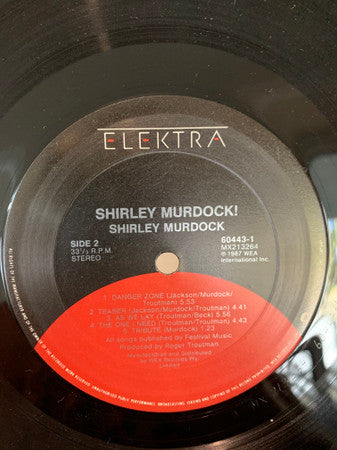 ELEKTRA
SHIRLEY MURDOCK!
SHIRLEY MURDOCK
SIDE 2
33⅓ R.P.M.
STEREO
60443-1
MX213264
℗ 1987 WEA
International Inc.
1. DANGER ZONE (Jackson/Murdock/
Troutman) 5.53
2. TEASER (Jackson/Murdock/Troutman) 4.41
3. AS WE LAY (Troutman/Beck) 5.56
4. THE ONE I NEED (Troutman/Troutman) 4.43
5. TRIBUTE (Murdock) 1.23
All songs published by Festival Music
Produced by Roger Troutman
Manufactured and distributed
by WEA Records Pty.
Limited